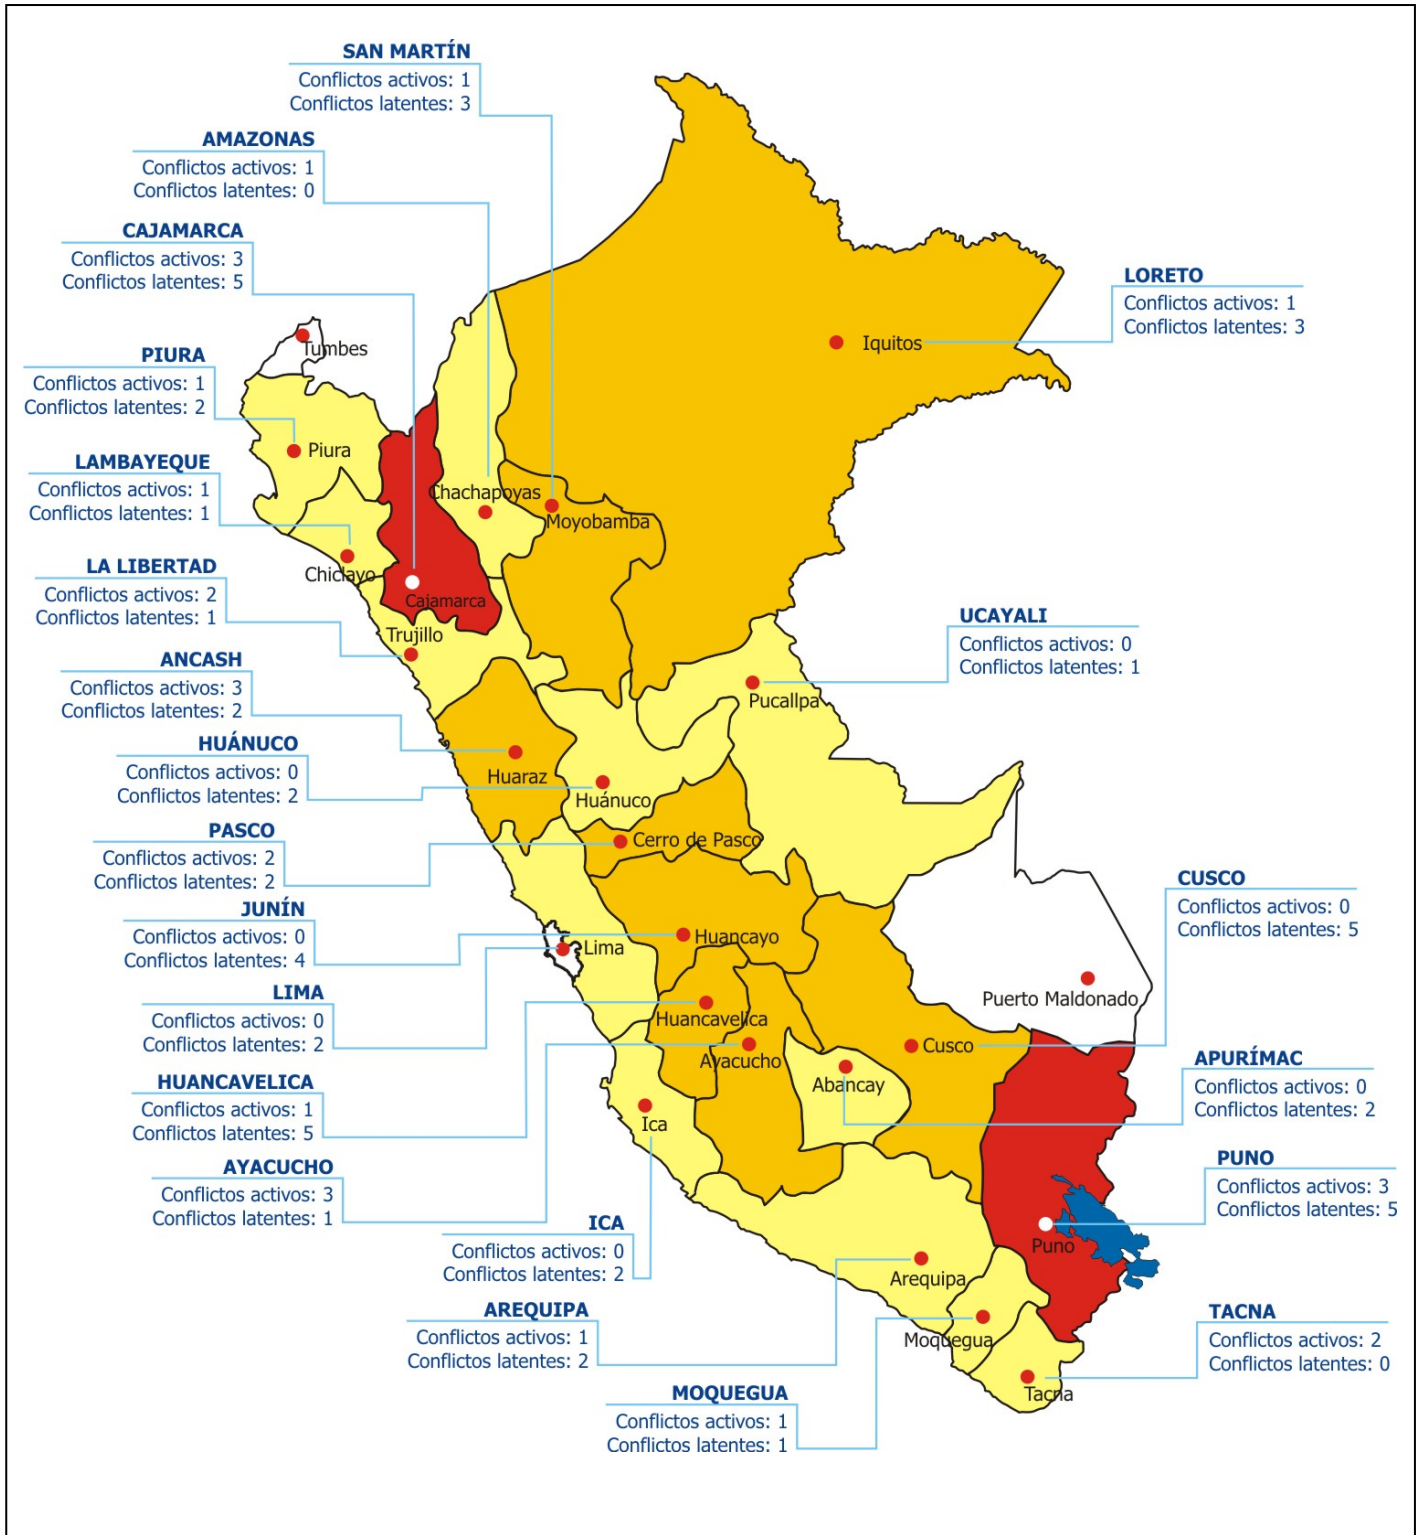 SAN MARTÍN
Conflictos activos: 1
Conflictos latentes: 3
AMAZONAS
Conflictos activos: 1
Conflictos latentes: 0
CAJAMARCA
Conflictos activos: 3
Conflictos latentes: 5
LORETO
Conflictos activos: 1
Conflictos latentes: 3
Tumbes
Iquitos
PIURA
Conflictos activos: 1
Conflictos latentes: 2
Piura
LAMBAYEQUE
Conflictos activos: 1
Conflictos latentes: 1
Chachapoyas
Moyobamba
Chiclayo
Cajamarca
LA LIBERTAD
Conflictos activos: 2
Conflictos latentes: 1
Trujillo
UCAYALI
Conflictos activos: 0
Conflictos latentes: 1
Pucallpa
ANCASH
Conflictos activos: 3
Conflictos latentes: 2
Huaraz
HUÁNUCO
Conflictos activos: 0
Conflictos latentes: 2
Huánuco
PASCO
Conflictos activos: 2
Conflictos latentes: 2
Cerro de Pasco
CUSCO
Conflictos activos: 0
Conflictos latentes: 5
JUNÍN
Conflictos activos: 0
Conflictos latentes: 4
Huancayo
Lima
LIMA
Conflictos activos: 0
Conflictos latentes: 2
Puerto Maldonado
Huancavelica
Ayacucho
Cusco
APURÍMAC
Conflictos activos: 0
Conflictos latentes: 2
Abancay
HUANCAVELICA
Conflictos activos: 1
Conflictos latentes: 5
Ica
AYACUCHO
Conflictos activos: 3
Conflictos latentes: 1
PUNO
Conflictos activos: 3
Conflictos latentes: 5
Puno
ICA
Conflictos activos: 0
Conflictos latentes: 2
Arequipa
AREQUIPA
Conflictos activos: 1
Conflictos latentes: 2
Moquegua
TACNA
Conflictos activos: 2
Conflictos latentes: 0
Tacna
MOQUEGUA
Conflictos activos: 1
Conflictos latentes: 1